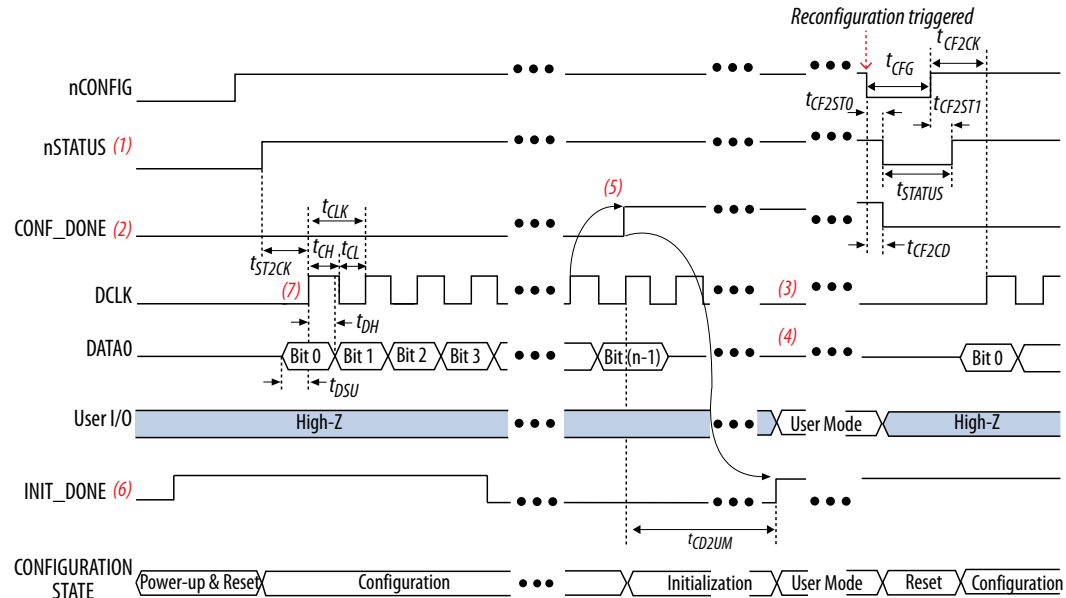 Reconfiguration triggered
tCF2CK
tCFG
nCONFIG
tCF2ST0
tCF2ST1
nSTATUS (1)
tSTATUS
(5)
tCLK
CONF_DONE (2)
tCF2CD
tST2CK
tCH
tCL
DCLK
(7)
(3)
tDH
DATA0
Bit 0
Bit 1
Bit 2
Bit 3
Bit (n-1)
(4)
Bit 0
tDSU
User I/O
High-Z
User Mode
High-Z
INIT_DONE (6)
tCD2UM
CONFIGURATION
STATE
Power-up & Reset
Configuration
Initialization
User Mode
Reset
Configuration